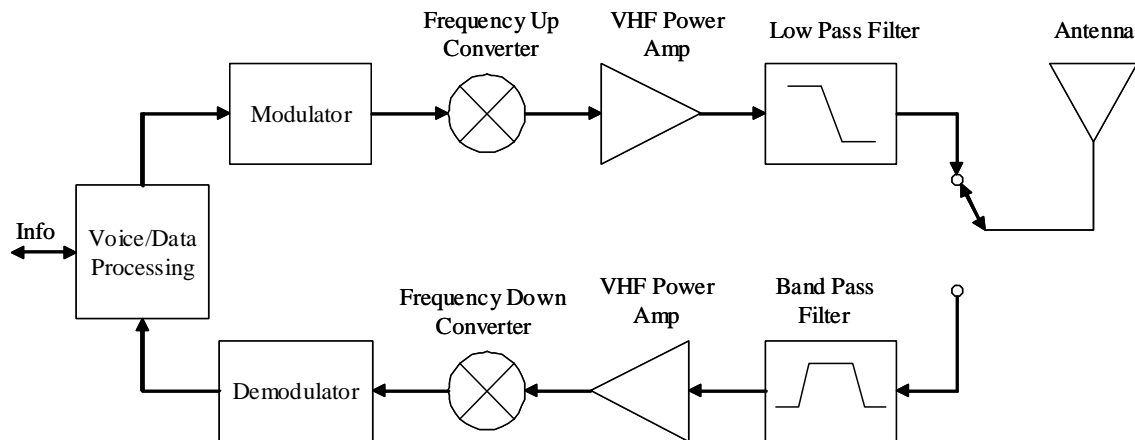 Frequency Up
Converter
VHF Power
Amp
Low Pass Filter
Antenna
Modulator
Info
Voice/Data
Processing
Frequency Down
Converter
VHF Power
Amp
Band Pass
Filter
Demodulator